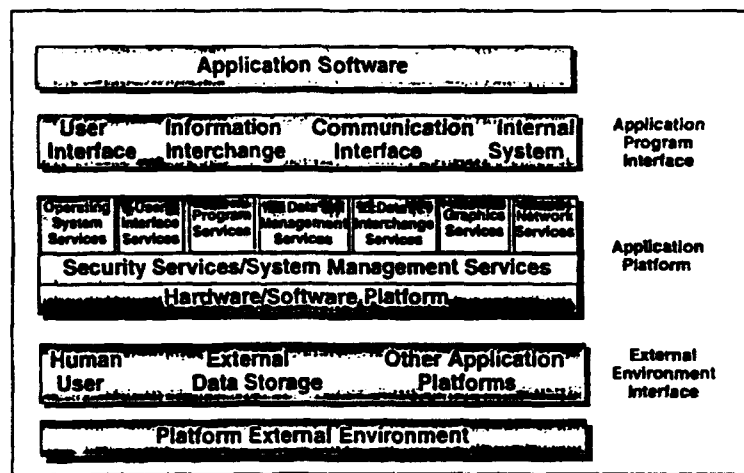 Application Software
User Information Communication Internal
Interface Interchange Interface System
Application
Program
Interface
Operating
System
Services
User
Interface
Services
Program
Services
Data
Management
Services
Data
Interchange
Services
Graphics
Services
Network
Services
Security Services/System Management Services
Hardware/Software Platform
Application
Platform
Human External Other Application
User Data Storage Platforms
External
Environment
Interface
Platform External Environment